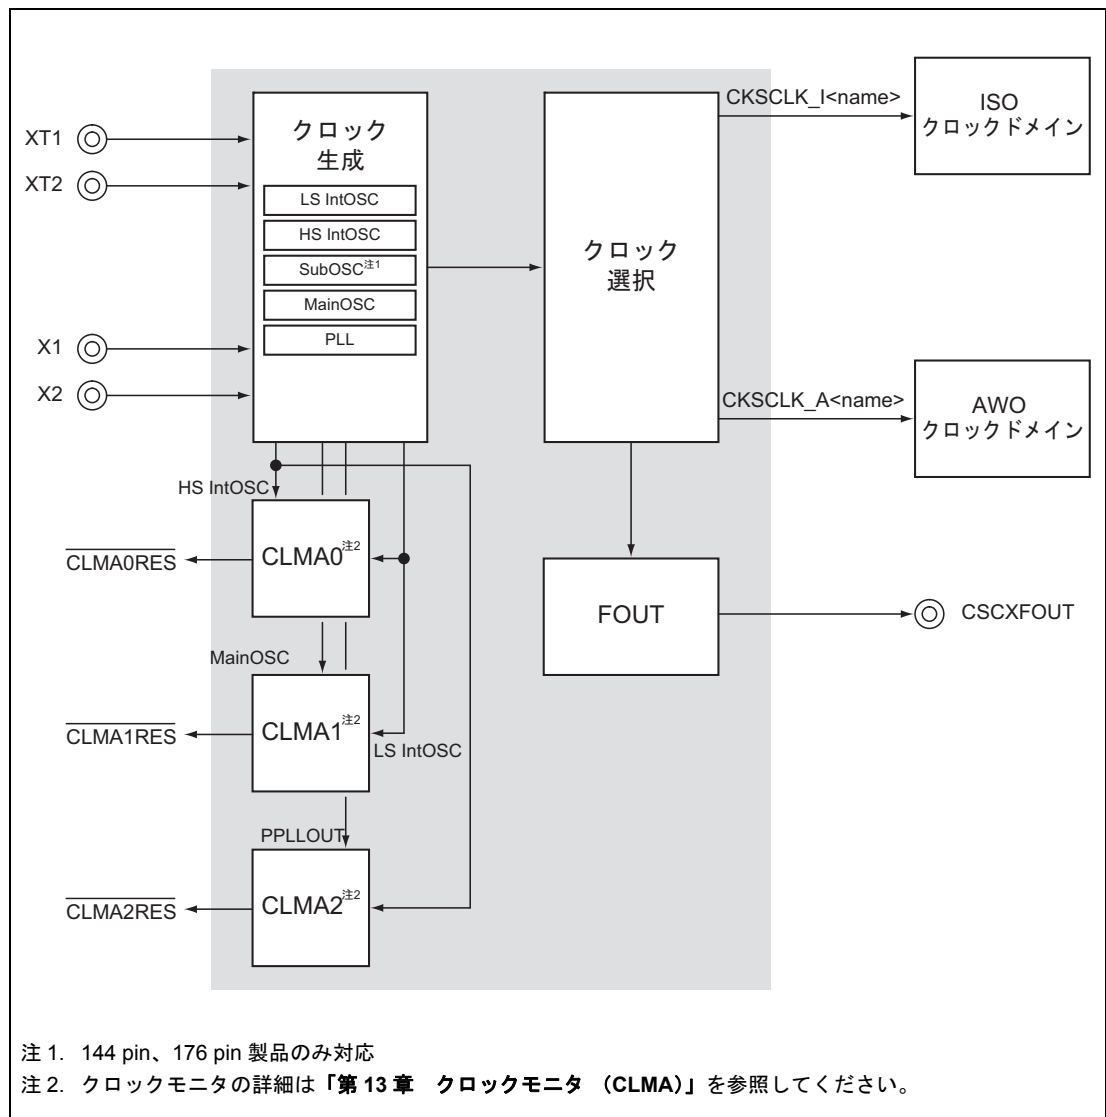 XT1
XT2
X1
X2
クロック
生成
LS IntOSC
HS IntOSC
SubOSC注1
MainOSC
PLL
クロック
選択
CKSCLK_I<name>
ISO
クロックドメイン
CKSCLK_A<name>
AWO
クロックドメイン
HS IntOSC
CLMA0注2
CLMA0RES
MainOSC
CLMA1注2
CLMA1RES
LS IntOSC
PPLLOUT
CLMA2注2
CLMA2RES
FOUT
CSCXFOUT
注 1. 144 pin、176 pin 製品のみ対応
注 2. クロックモニタの詳細は「第 13 章 クロックモニタ （CLMA）」を参照してください。